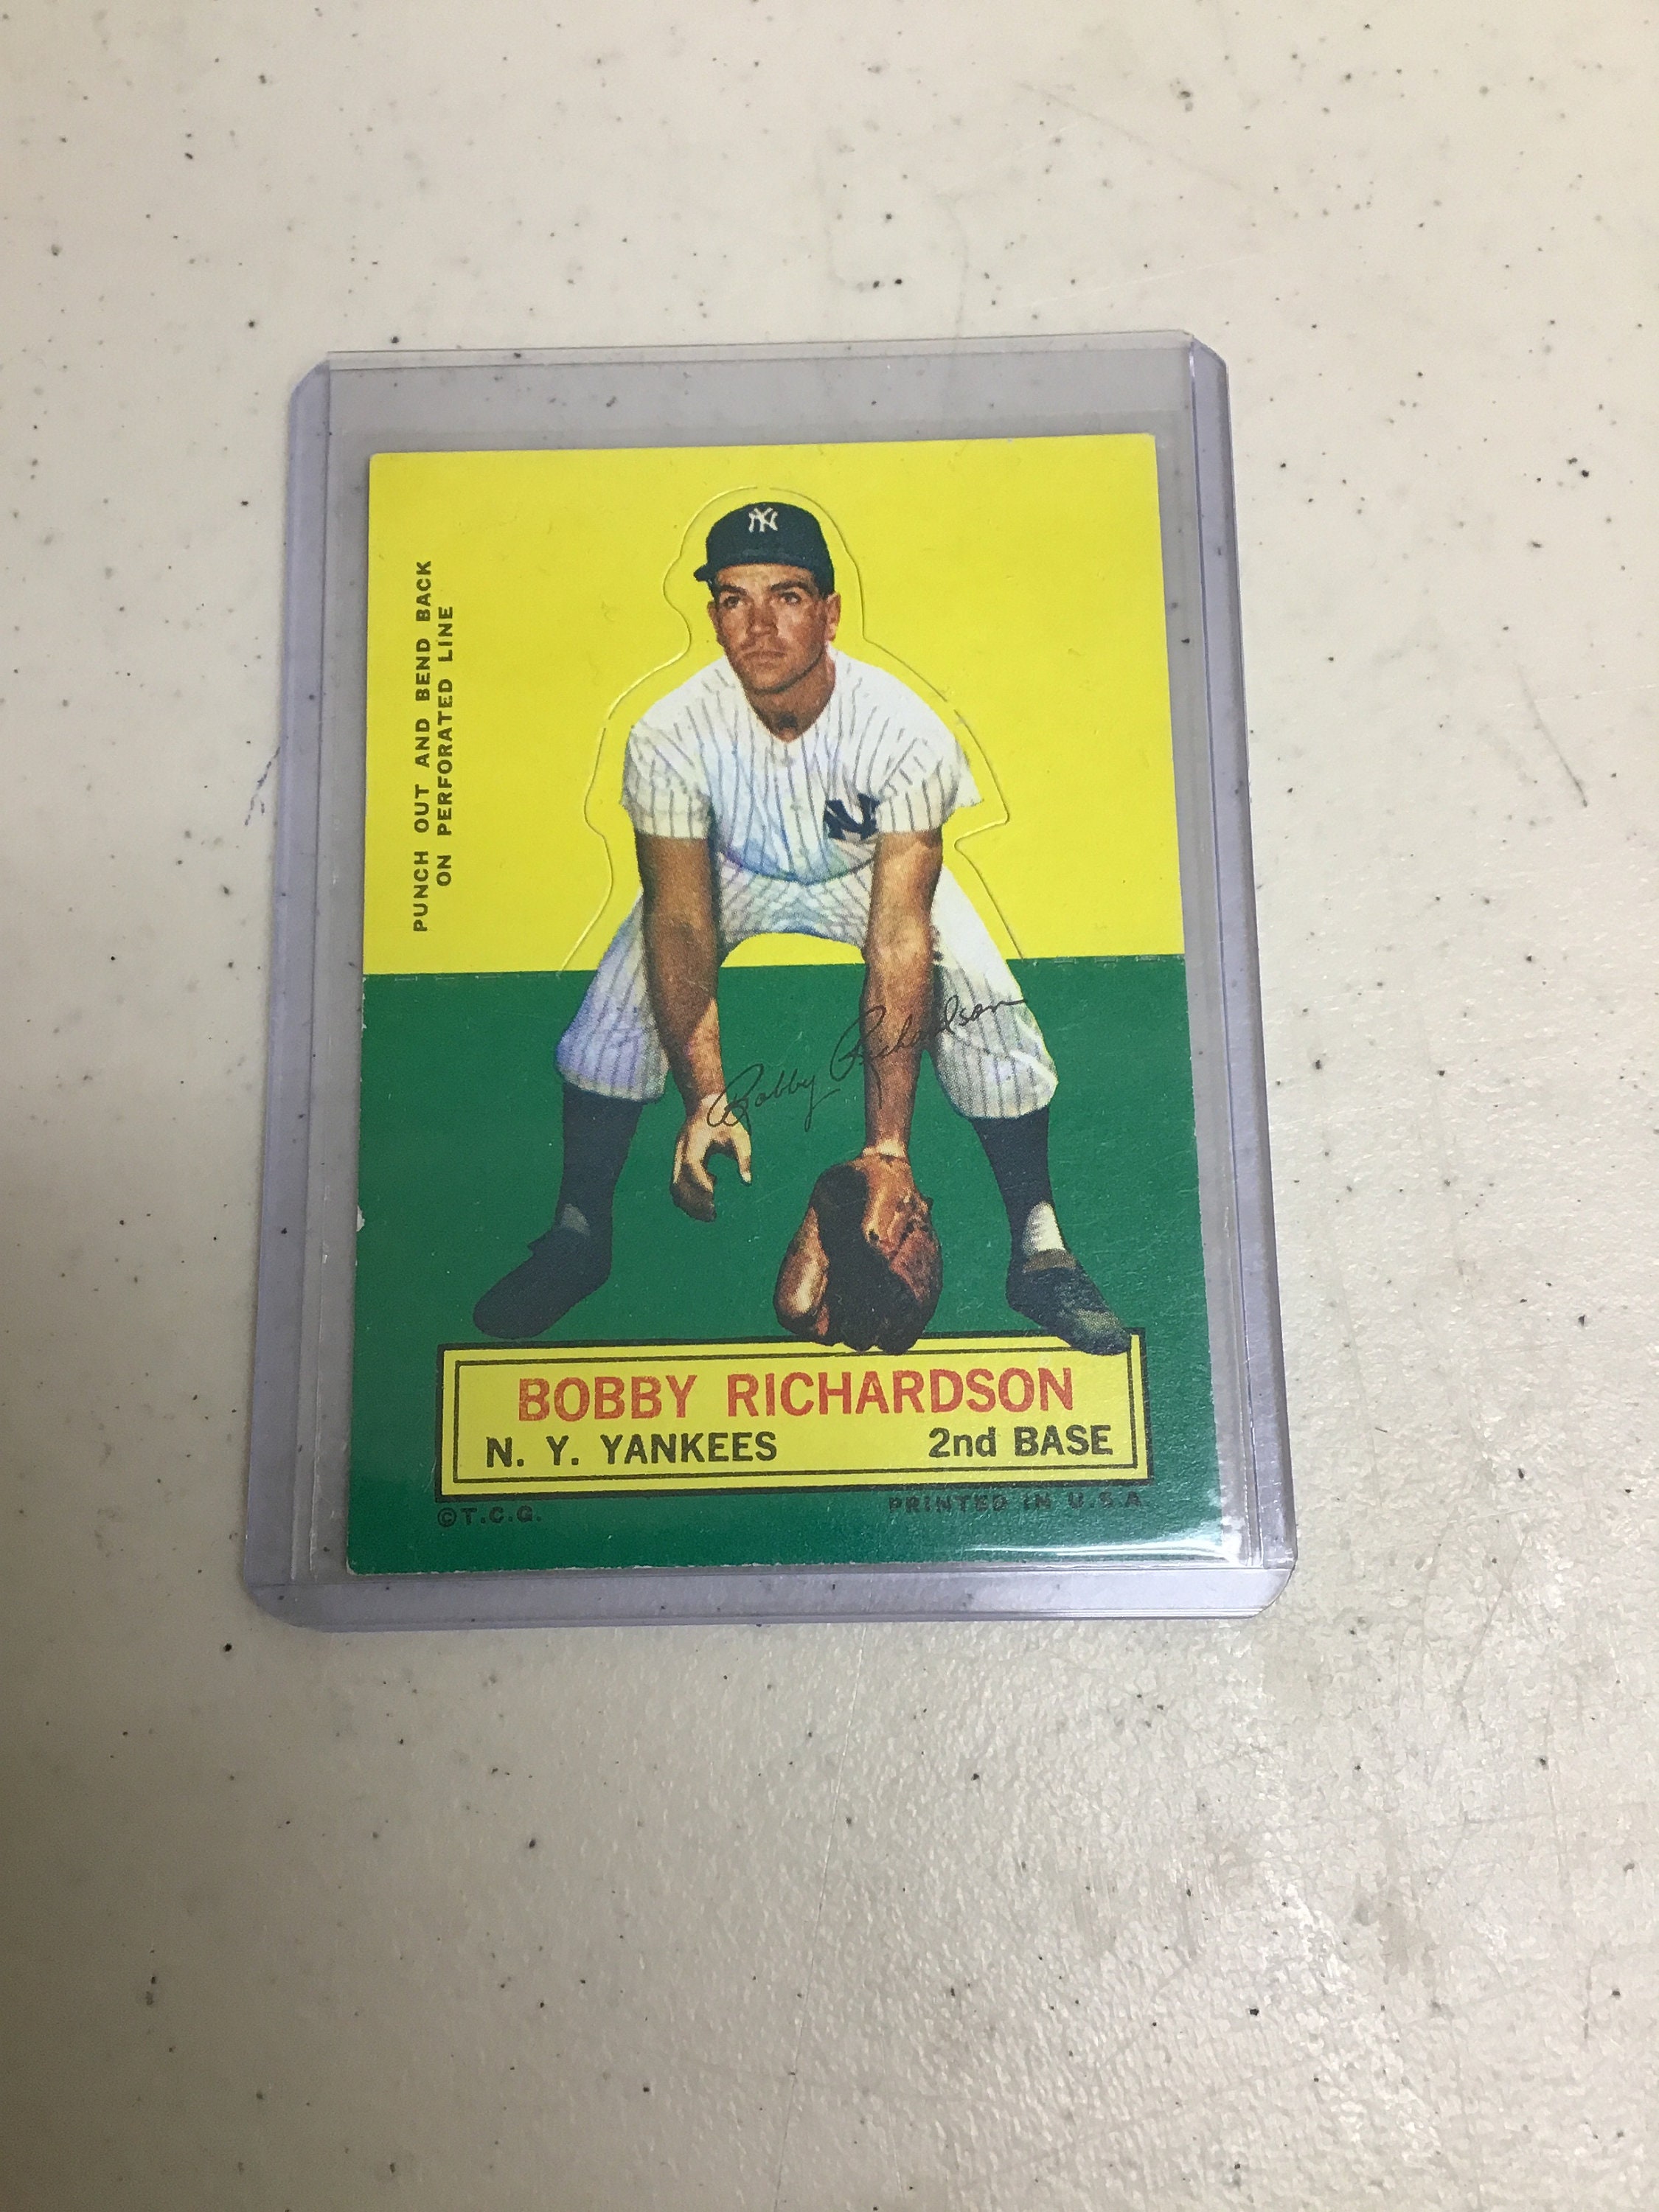 NY
PUNCH OUT AND BEND BACK
ON PERFORATED LINE
NY
Bobby Richardson
BOBBY RICHARDSON
N. Y. YANKEES 2nd BASE
©T.C.G. PRINTED IN U.S.A